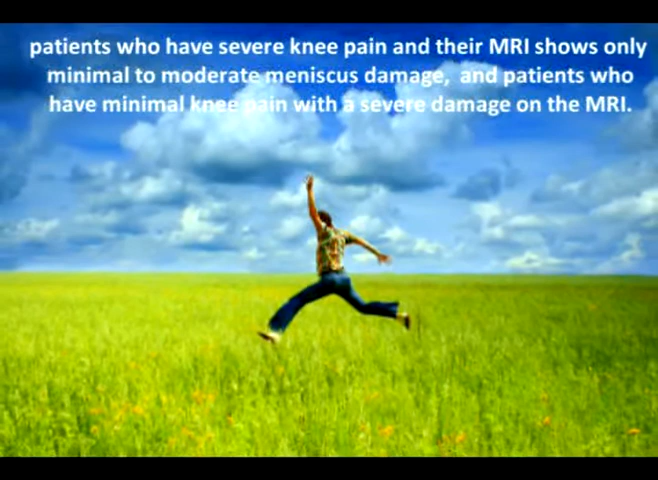 patients who have severe knee pain and their MRI shows only
minimal to moderate meniscus damage,  and patients who
have minimal knee pain with a severe damage on the MRI.